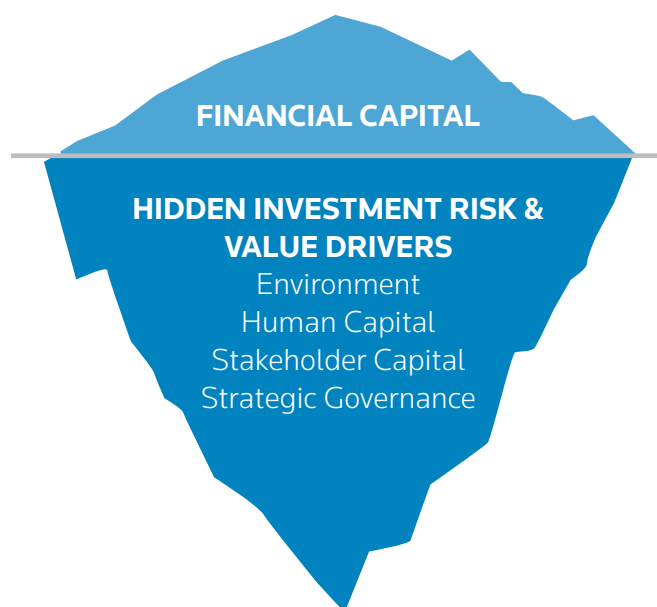 FINANCIAL CAPITAL
HIDDEN INVESTMENT RISK &
VALUE DRIVERS
Environment
Human Capital
Stakeholder Capital
Strategic Governance